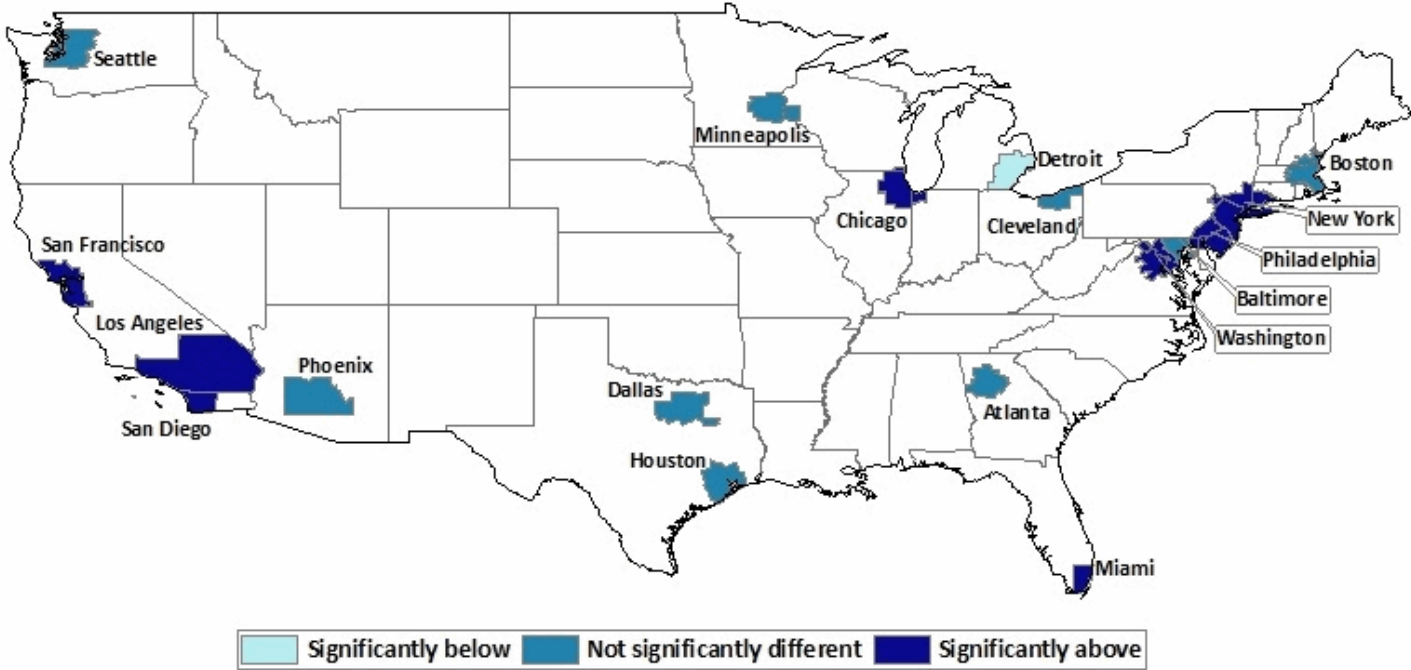 Seattle
Minneapolis
Detroit
Boston
Chicago
Cleveland
New York
San Francisco
Philadelphia
Baltimore
Los Angeles
Washington
Phoenix
Dallas
Atlanta
San Diego
Houston
Miami
Significantly below
Not significantly different
Significantly above